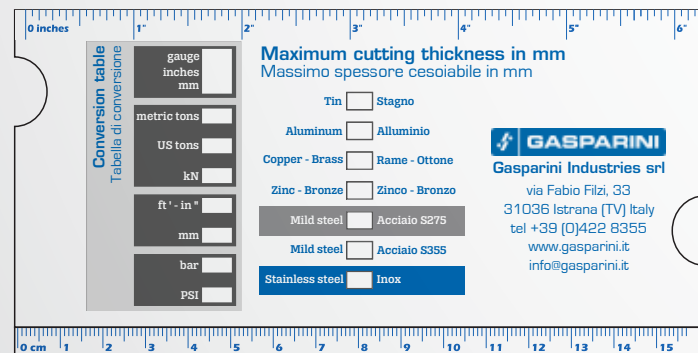 0 inches 1" 2" 3" 4" 5" 6"
Conversion table
Tabella di conversione
gauge
inches
mm
metric tons
US tons
kN
ft ' - in "
mm
bar
PSI
Maximum cutting thickness in mm
Massimo spessore cesoiabile in mm
Tin Stagno
Aluminum Alluminio
Copper - Brass Rame - Ottone
Zinc - Bronze Zinco - Bronzo
Mild steel Acciaio S275
Mild steel Acciaio S355
Stainless steel Inox
GASPARINI
Gasparini Industries srl
via Fabio Filzi, 33
31036 Istrana (TV) Italy
tel +39 (0)422 8355
www.gasparini.it
info@gasparini.it
0 cm 1 2 3 4 5 6 7 8 9 10 11 12 13 14 15